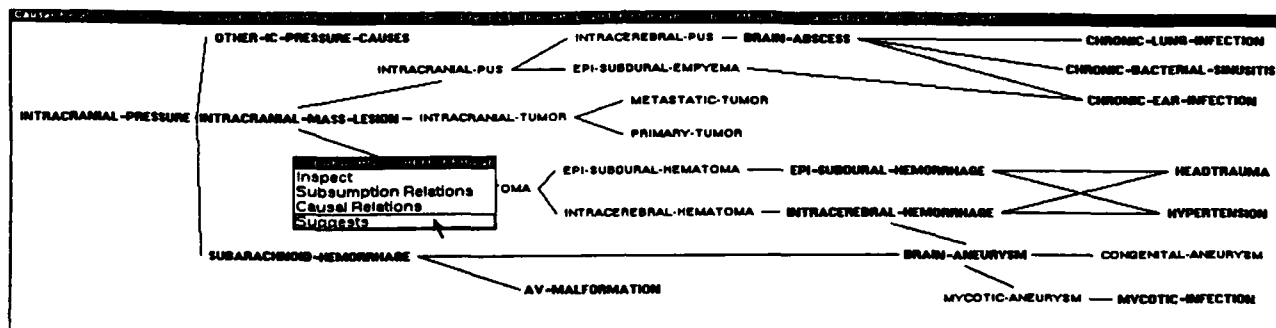 OTHER-IC-PRESSURE-CAUSES
INTRACEREBRAL-PUS
BRAIN-ABSCESS
CHRONIC-LUNG-INFECTION
INTRACRANIAL-PUS
EPI-SUBDURAL-EMPYEMA
CHRONIC-BACTERIAL-SINUSITIS
METASTATIC-TUMOR
CHRONIC-EAR-INFECTION
INTRACRANIAL-PRESSURE
INTRACRANIAL-MASS-LESION
INTRACRANIAL-TUMOR
PRIMARY-TUMOR
Inspect
Subsumption Relations
Causal Relations
Suggests
OMA
EPI-SUBDURAL-HEMATOMA
EPI-SUBDURAL-HEMORRHAGE
HEADTRAUMA
INTRACEREBRAL-HEMATOMA
INTRACEREBRAL-HEMORRHAGE
HYPERTENSION
SUBARACHNOID-HEMORRHAGE
BRAIN-ANEURYSM
CONGENITAL-ANEURYSM
AV-MALFORMATION
MYCOTIC-ANEURYSM
MYCOTIC-INFECTION